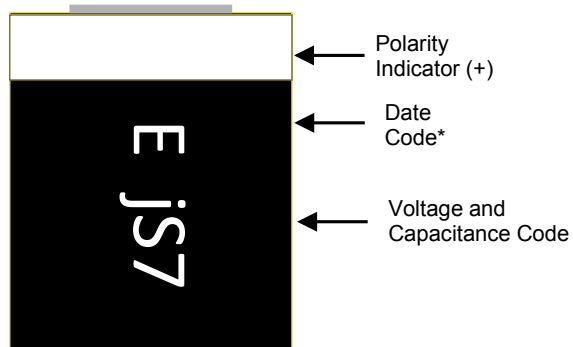 Polarity
Indicator (+)
Date
Code*
E jS7
Voltage and
Capacitance Code